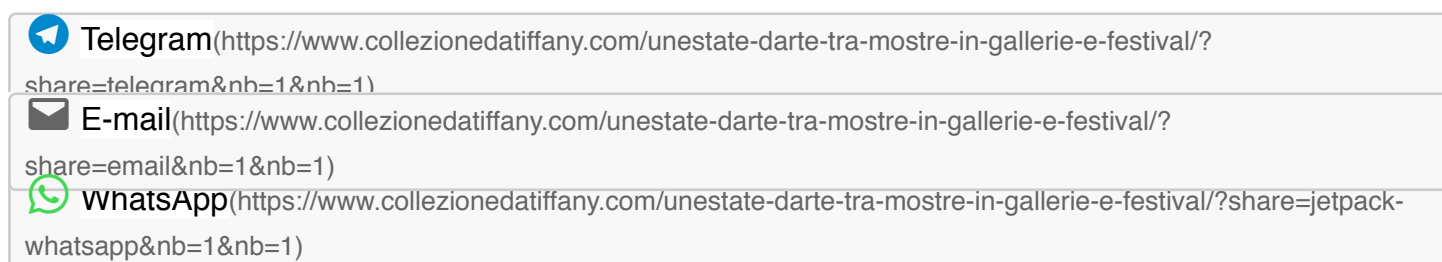 Telegram(https://www.collezionedatiffany.com/unestate-darte-tra-mostre-in-gallerie-e-festival/?
share=telegram&nb=1&nb=1)
E-mail(https://www.collezionedatiffany.com/unestate-darte-tra-mostre-in-gallerie-e-festival/?
share=email&nb=1&nb=1)
WhatsApp(https://www.collezionedatiffany.com/unestate-darte-tra-mostre-in-gallerie-e-festival/?share=jetpack-
whatsapp&nb=1&nb=1)